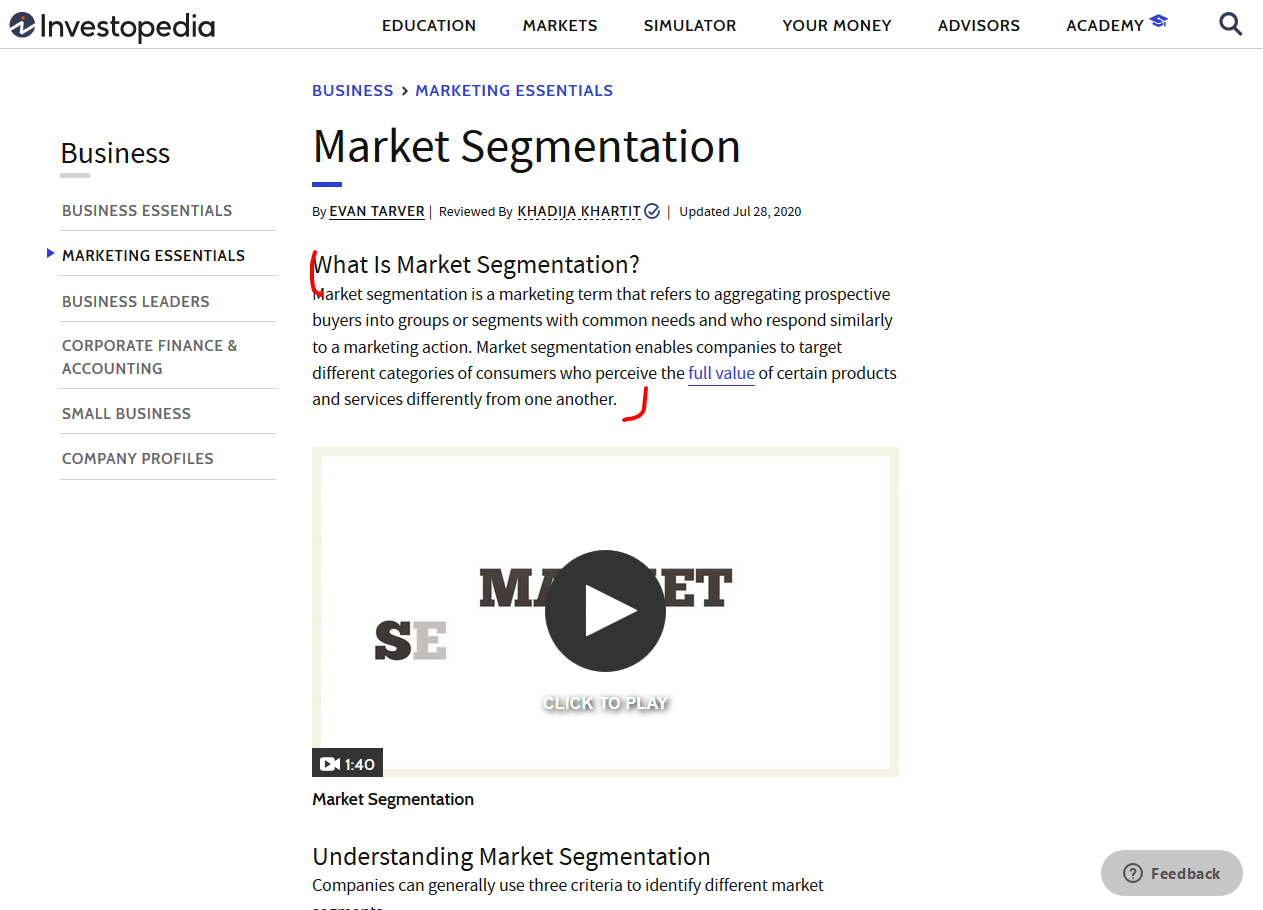 Investopedia
EDUCATION MARKETS SIMULATOR YOUR MONEY ADVISORS ACADEMY
BUSINESS > MARKETING ESSENTIALS
Market Segmentation
By EVAN TARVER | Reviewed By KHADIJA KHARTIT | Updated Jul 28, 2020
Business
BUSINESS ESSENTIALS
MARKETING ESSENTIALS
BUSINESS LEADERS
CORPORATE FINANCE &
ACCOUNTING
SMALL BUSINESS
COMPANY PROFILES
What Is Market Segmentation?
Market segmentation is a marketing term that refers to aggregating prospective
buyers into groups or segments with common needs and who respond similarly
to a marketing action. Market segmentation enables companies to target
different categories of consumers who perceive the full value of certain products
and services differently from one another.
SE
CLICK TO PLAY
1:40
Market Segmentation
Understanding Market Segmentation
Companies can generally use three criteria to identify different market
Feedback